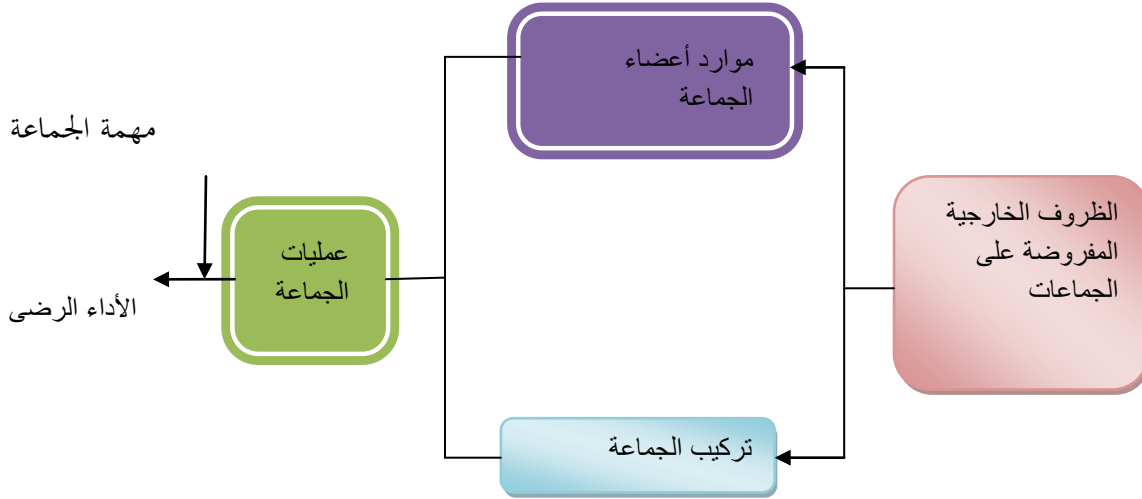 الظروف الخارجية
المفروضة على
الجماعات
موارد أعضاء
الجماعة
تركيب الجماعة
عمليات
الجماعة
مهمة الجماعة
الأداء الرضى